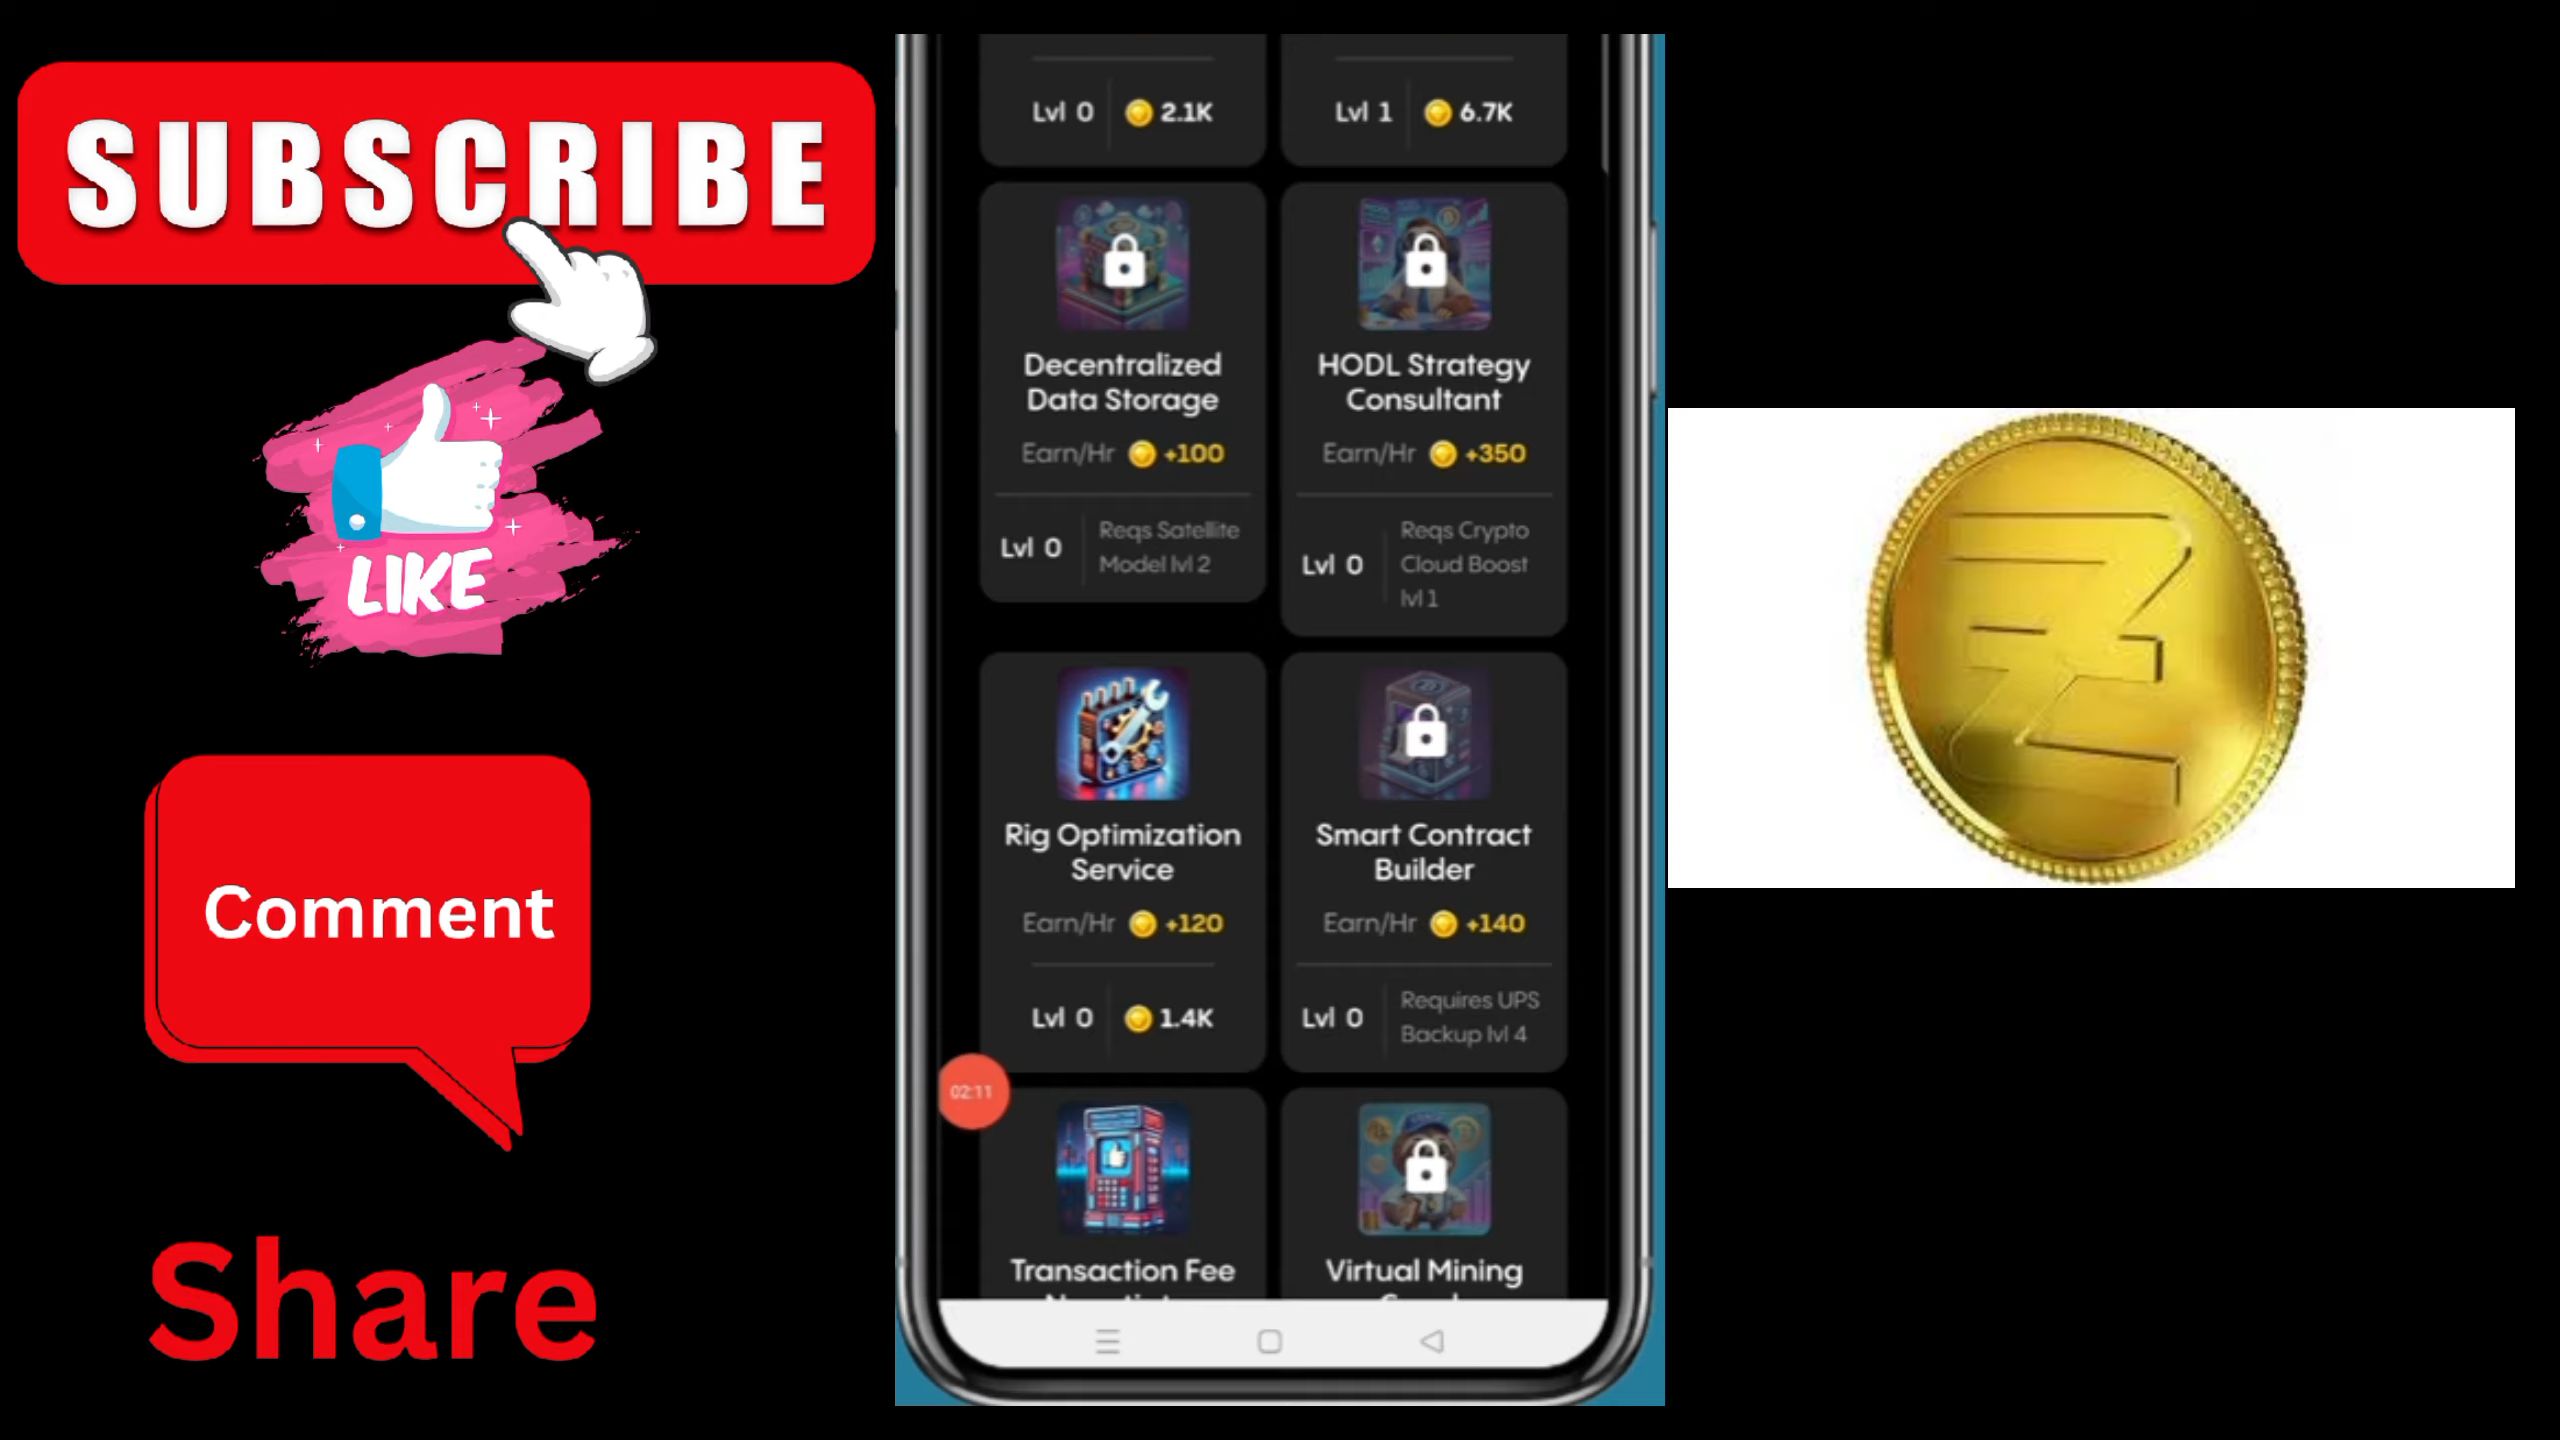 SUBSCRIBE
LIKE
Comment
Share
Lvl 0 2.1K
Lvl 1 6.7K
Decentralized
Data Storage
Earn/Hr +100
Lvl 0
Reqs Satellite
Model lvl 2
HODL Strategy
Consultant
Earn/Hr +350
Lvl 0
Reqs Crypto
Cloud Boost
lvl 1
Rig Optimization
Service
Earn/Hr +120
Lvl 0 1.4K
Smart Contract
Builder
Earn/Hr +140
Lvl 0
Requires UPS
Backup lvl 4
02:11
Transaction Fee
Virtual Mining